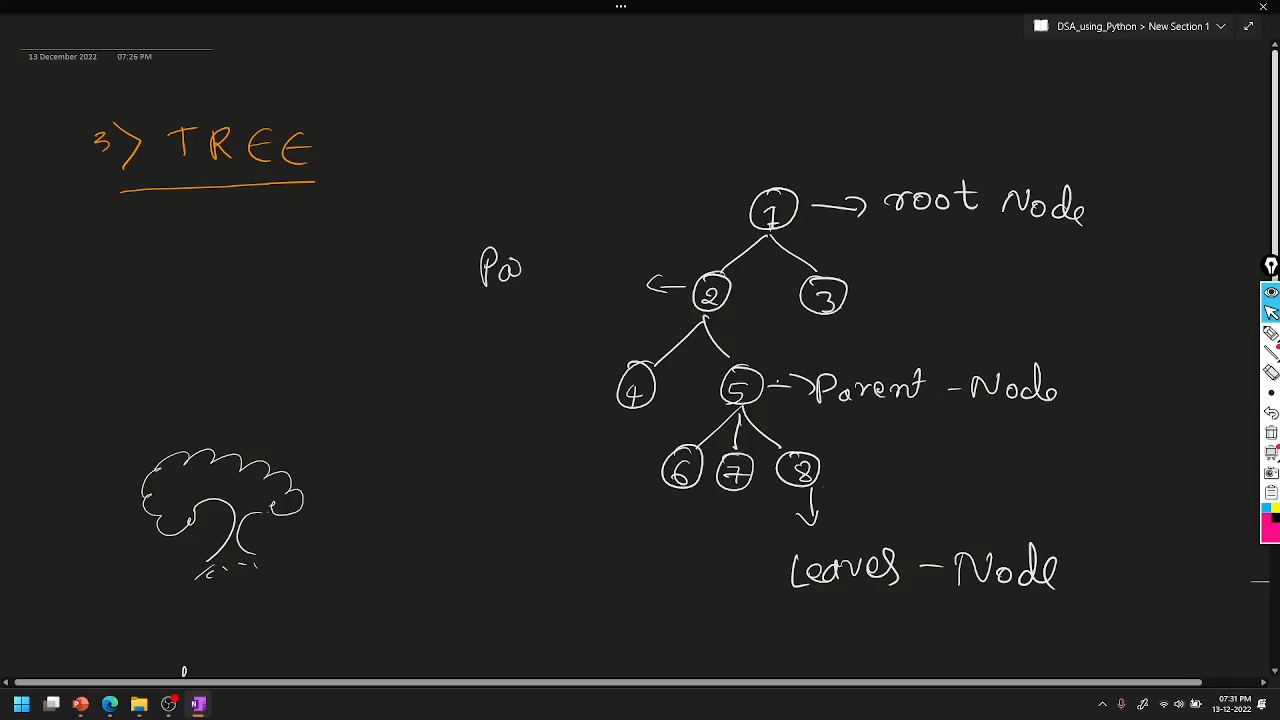 DSA_using_Python > New Section 1
13 December 2022 07:26 PM
3> TREE
1 → root Node
Pa
← 2 3
4 5 → Parent - Node
6 7 8
Leaves - Node
07:31 PM
13-12-2022